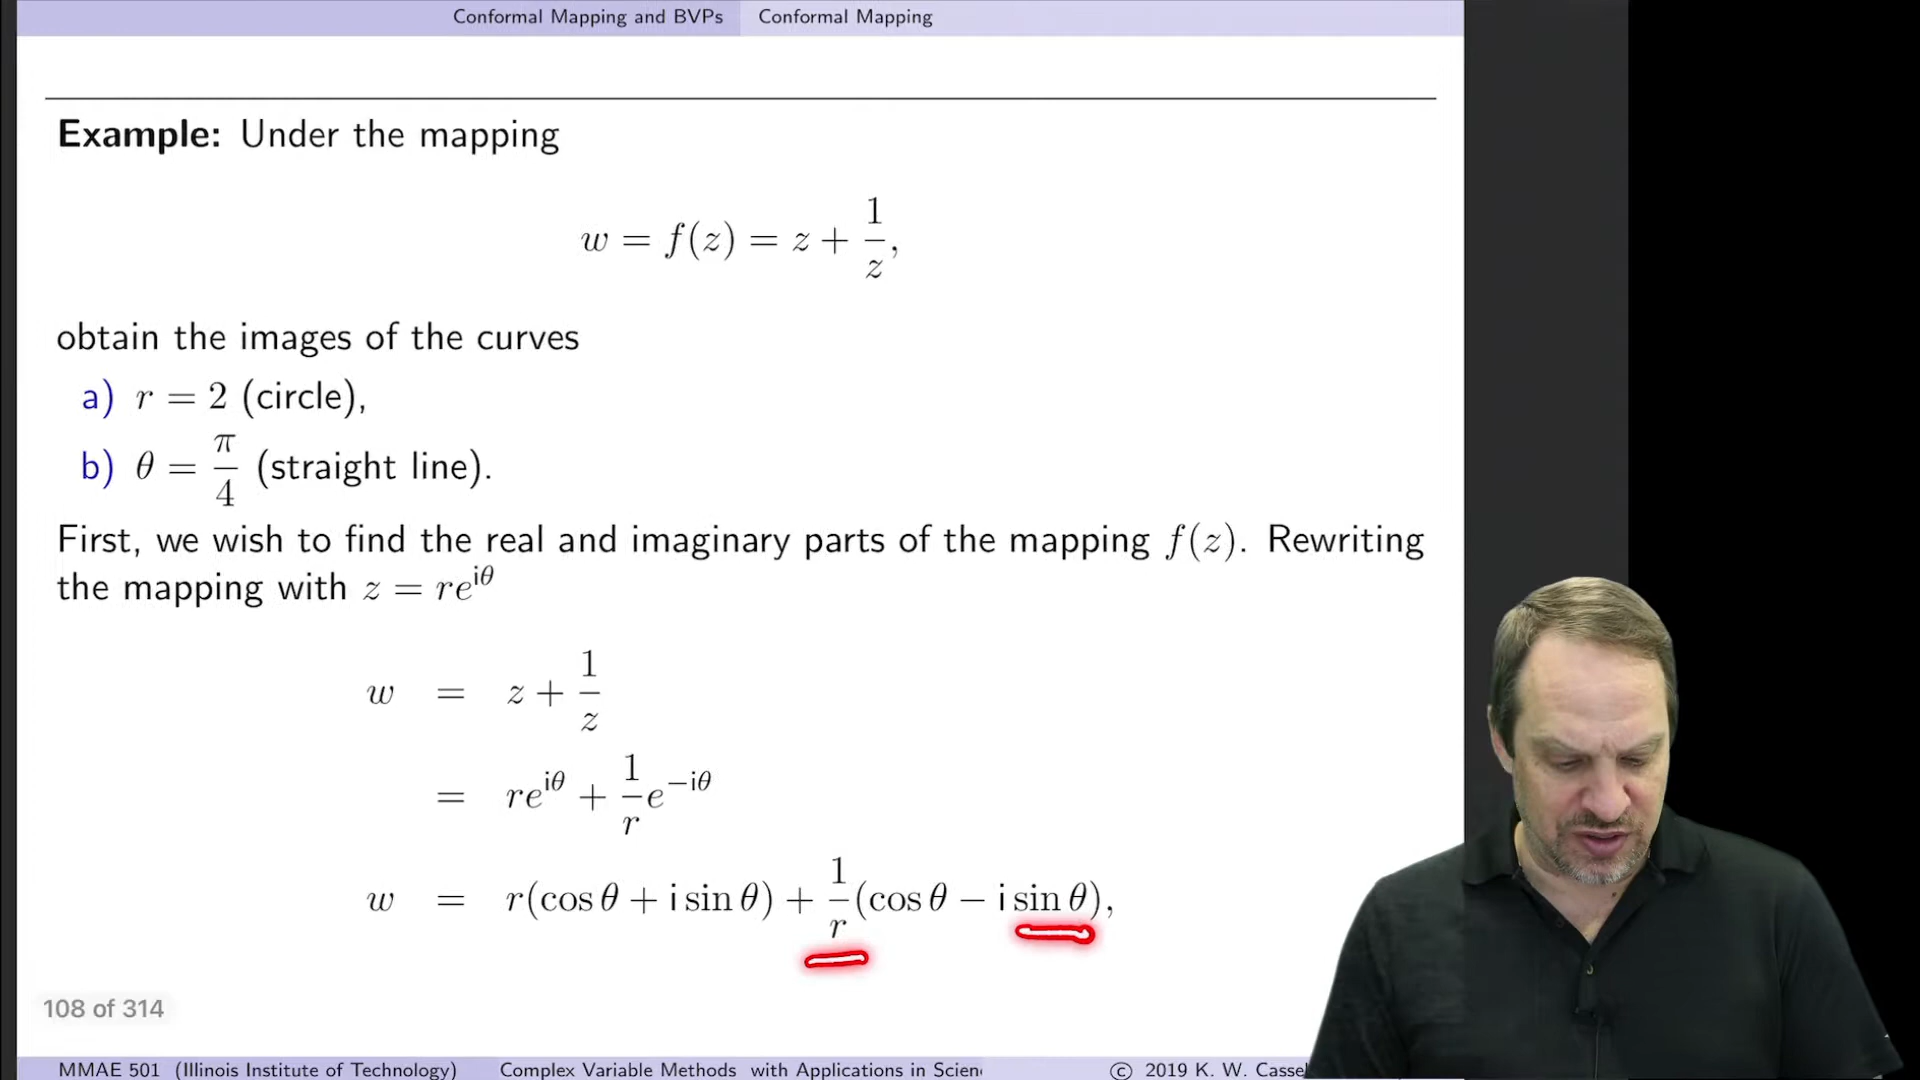 Conformal Mapping and BVPs Conformal Mapping
Example: Under the mapping
w = f(z) = z + 1/z,
obtain the images of the curves
a) r = 2 (circle),
b) θ = π/4 (straight line).
First, we wish to find the real and imaginary parts of the mapping f(z). Rewriting
the mapping with z = re^{iθ}
w = z + 1/z
= re^{iθ} + 1/r e^{-iθ}
w = r(cos θ + i sin θ) + 1/r (cos θ − i sin θ),
108 of 314
MMAE 501 (Illinois Institute of Technology) Complex Variable Methods with Applications in Scien © 2019 K. W. Casse